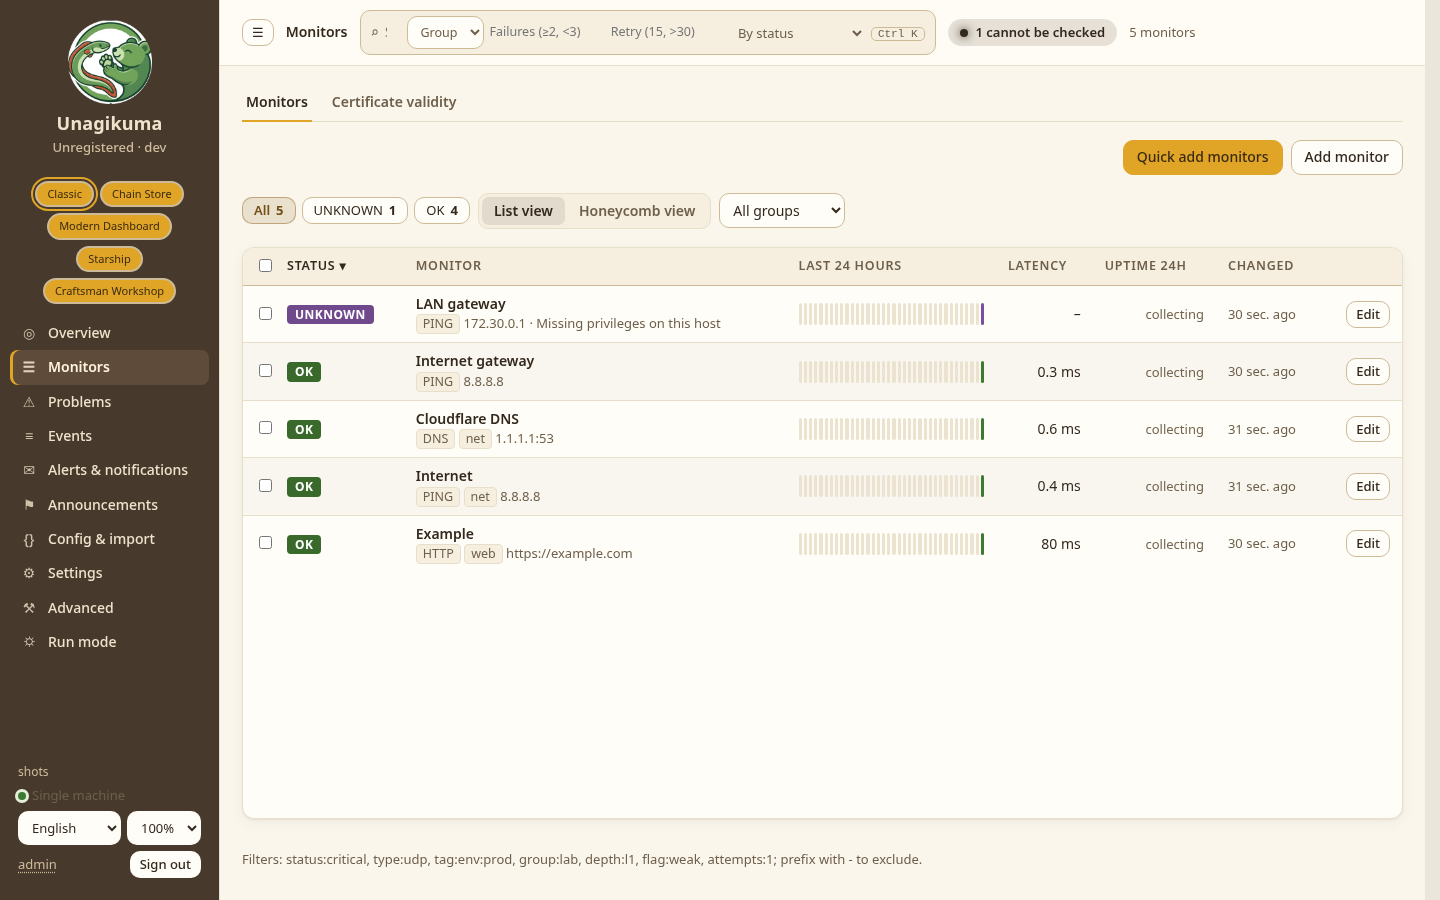 Unagikuma
Unregistered · dev
Classic
Chain Store
Modern Dashboard
Starship
Craftsman Workshop
Overview
Monitors
Problems
Events
Alerts & notifications
Announcements
Config & import
Settings
Advanced
Run mode
shots
Single machine
English
100%
admin
Sign out
Monitors
Group
Failures (≥2, <3)
Retry (15, >30)
By status
Ctrl K
1 cannot be checked
5 monitors
Monitors
Certificate validity
Quick add monitors
Add monitor
All 5
UNKNOWN 1
OK 4
List view
Honeycomb view
All groups
STATUS ▾ MONITOR LAST 24 HOURS LATENCY UPTIME 24H CHANGED
LAN gateway
UNKNOWN PING 172.30.0.1 · Missing privileges on this host – collecting 30 sec. ago Edit
Internet gateway
OK PING 8.8.8.8 0.3 ms collecting 30 sec. ago Edit
Cloudflare DNS
OK DNS net 1.1.1.1:53 0.6 ms collecting 31 sec. ago Edit
Internet
OK PING net 8.8.8.8 0.4 ms collecting 31 sec. ago Edit
Example
OK HTTP web https://example.com 80 ms collecting 30 sec. ago Edit
Filters: status:critical, type:udp, tag:env:prod, group:lab, depth:l1, flag:weak, attempts:1; prefix with - to exclude.